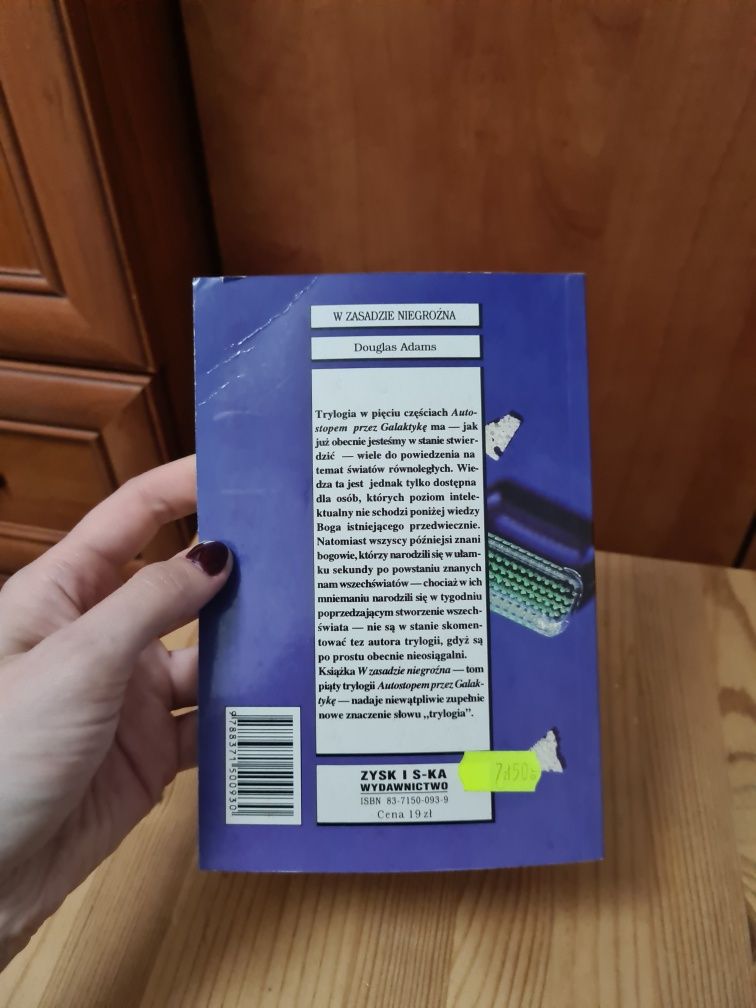 W ZASADZIE NIEGROŹNA
Douglas Adams
Trylogia w pięciu częściach Auto-
stopem przez Galaktykę ma — jak
już obecnie jesteśmy w stanie stwier-
dzić — wiele do powiedzenia na
temat światów równoległych. Wie-
dza ta jest jednak tylko dostępna
dla osób, których poziom intele-
ktualny nie schodzi poniżej wiedzy
Boga istniejącego przedwiecznie.
Natomiast wszyscy późniejsi znani
bogowie, którzy narodzili się w ułam-
ku sekundy po powstaniu znanych
nam wszechświatów — chociaż w ich
mniemaniu narodzili się w tygodniu
poprzedzającym stworzenie wszech-
świata — nie są w stanie skomen-
tować tez autora trylogii, gdyż są
po prostu obecnie nieosiągalni.
Książka W zasadzie niegroźna — tom
piąty trylogii Autostopem przez Galak-
tykę — nadaje niewątpliwie zupełnie
nowe znaczenie słowu „trylogia”.
9788371500930
ZYSK I S-KA
WYDAWNICTWO
ISBN 83-7150-093-9
Cena 19 zł